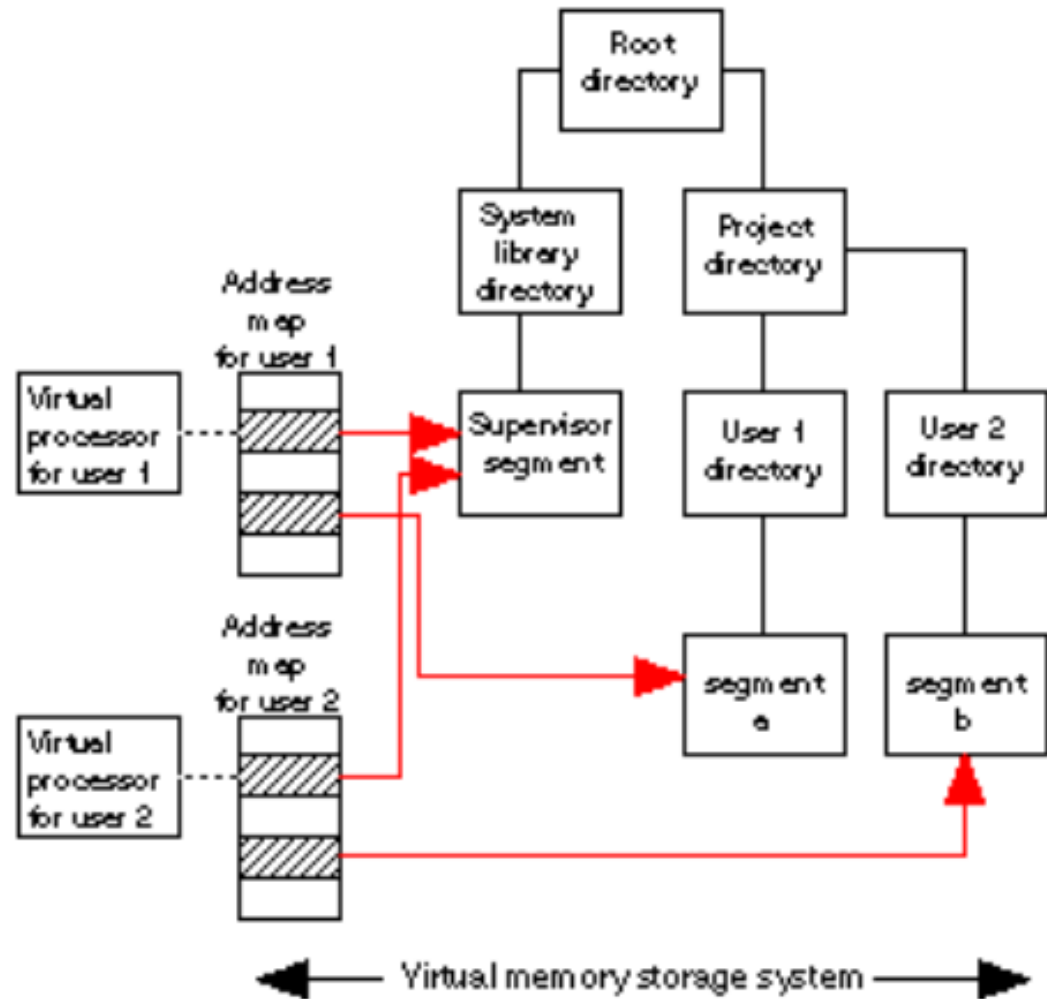 Root
directory
System
library
directory
Project
directory
Address
map
for user 1
Virtual
processor
for user 1
Supervisor
segment
User 1
directory
User 2
directory
Address
map
for user 2
segment
a
segment
b
Virtual
processor
for user 2
Virtual memory storage system